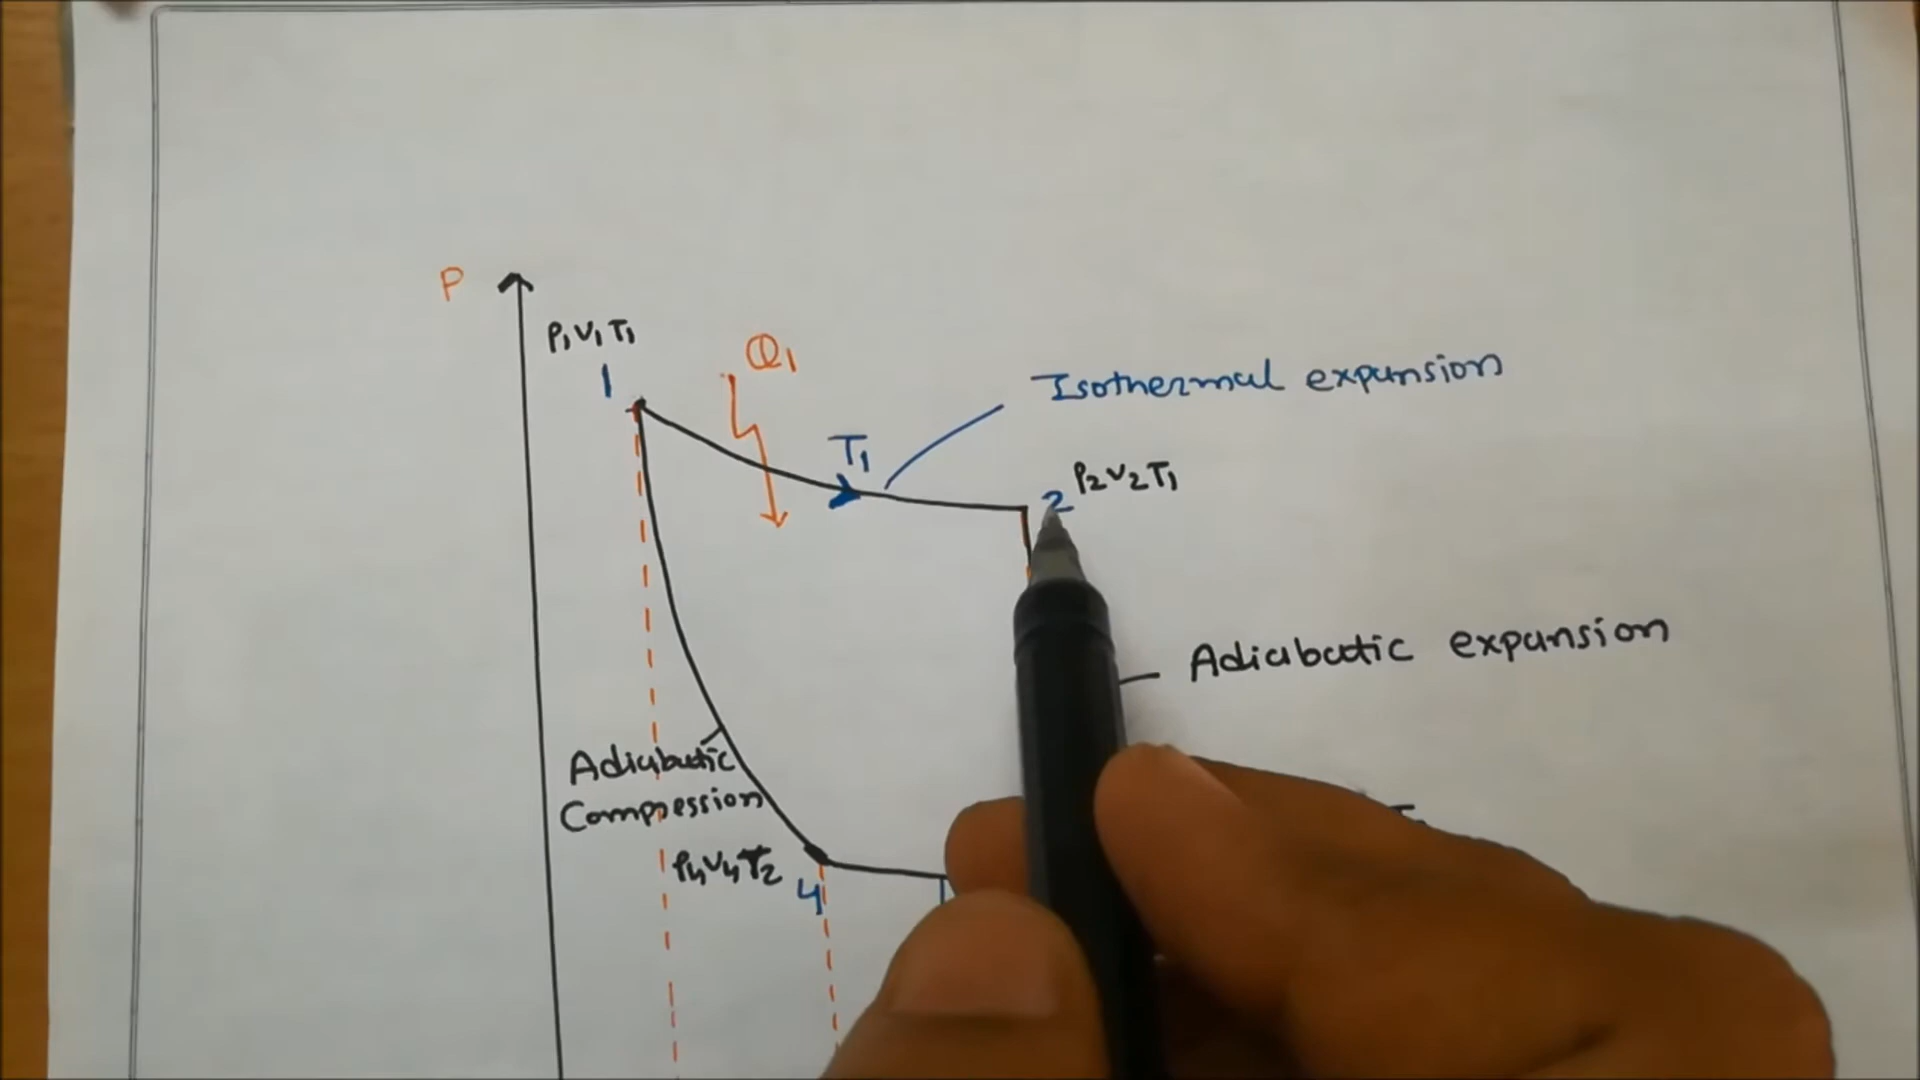 P
P1V1T1
1
Q1
T1
Isothermal expansion
2
P2V2T1
Adiabatic expansion
Adiabatic
Compression
P4V4T2
4